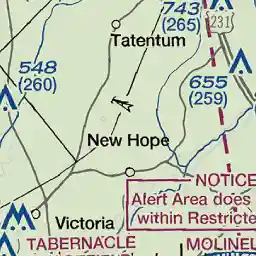 743
(265)
231
Tatentum
548
(260)
655
(259)
New Hope
NOTICE
Alert Area does
within Restricte
Victoria
TABERNACLE
MOLINEL